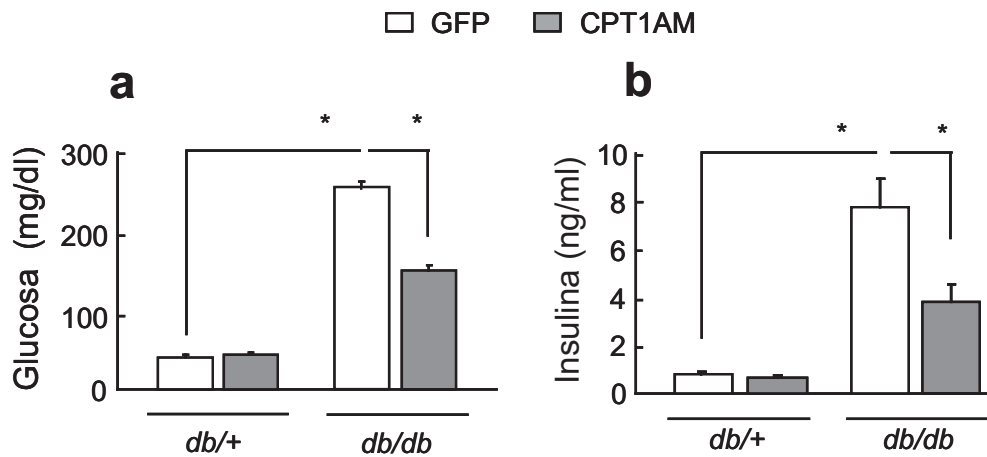 GFP CPT1AM
a
* *
Glucosa (mg/dl)
300
200
100
0
db/+ db/db
b
* *
Insulina (ng/ml)
10
8
6
4
2
0
db/+ db/db